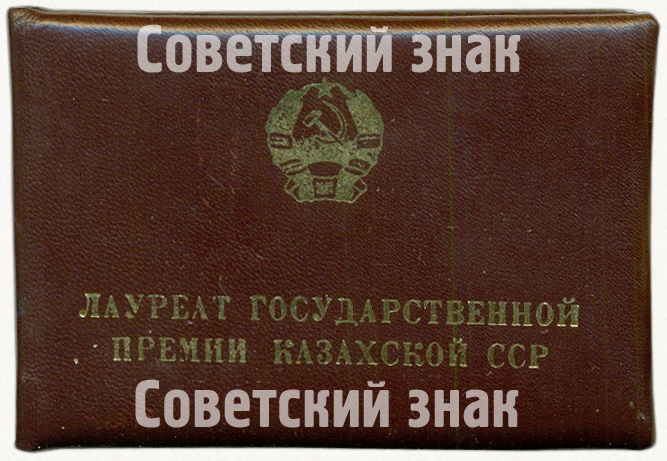 Советский знак
ЛАУРЕАТ ГОСУДАРСТВЕННОЙ
ПРЕМИИ КАЗАХСКОЙ ССР
Советский знак